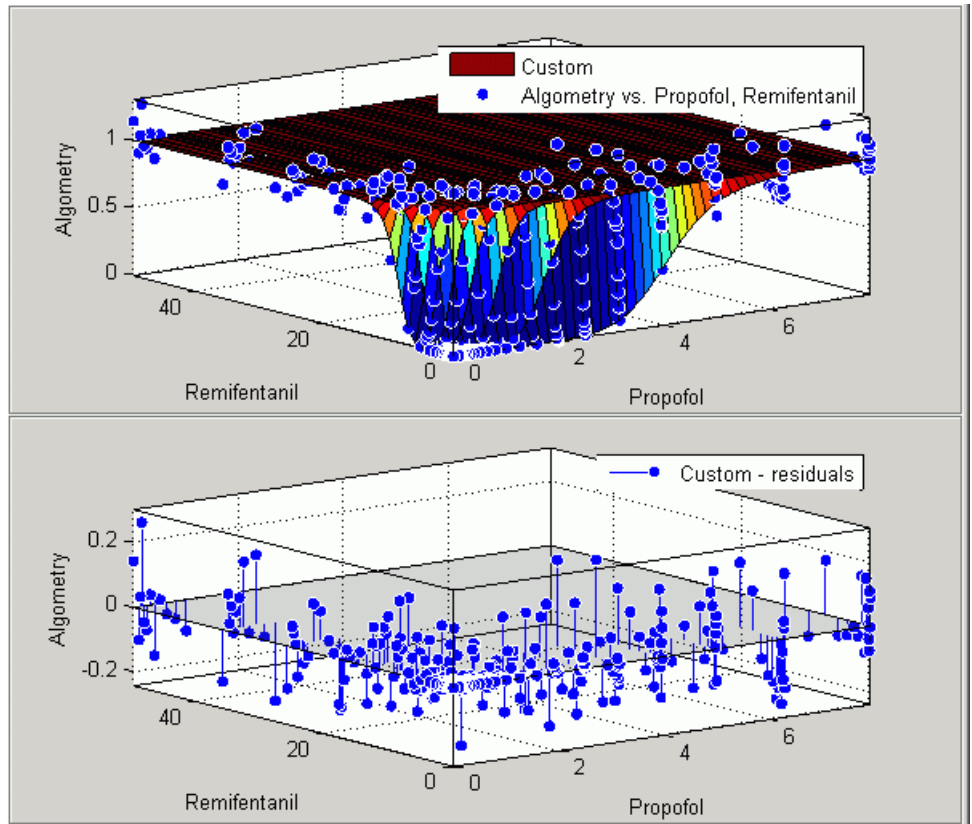 Custom
Algometry vs. Propofol, Remifentanil
1
0.5
0
Algometry
40
20
0
0
2
4
6
Remifentanil
Propofol
Custom - residuals
0.2
0
-0.2
Algometry
40
20
0
0
2
4
6
Remifentanil
Propofol